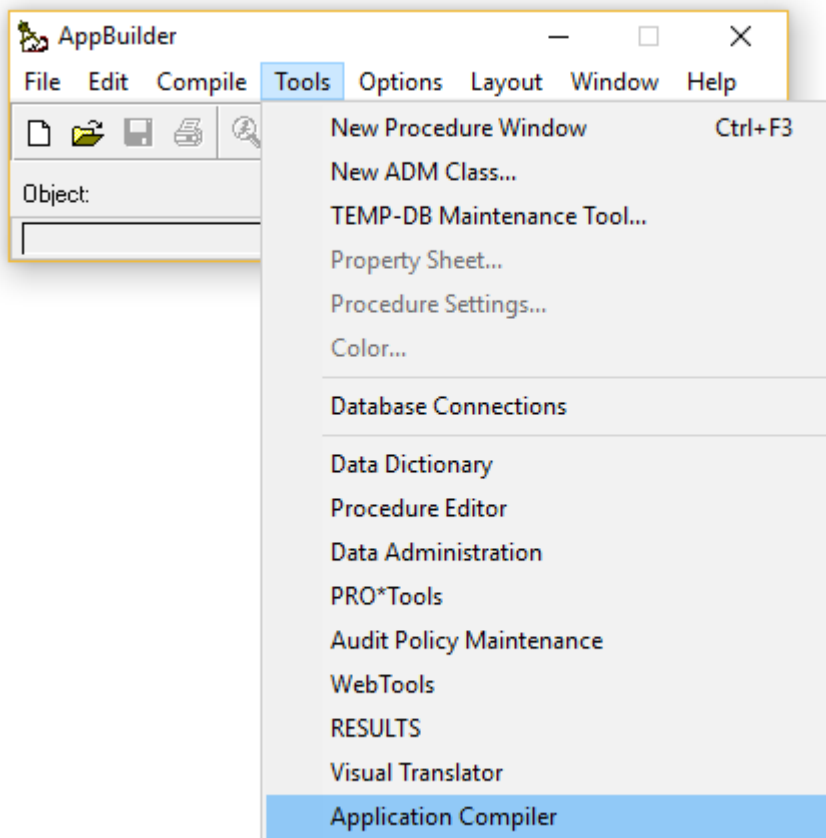 AppBuilder
File Edit Compile Tools Options Layout Window Help
New Procedure Window Ctrl+F3
New ADM Class...
Object:
TEMP-DB Maintenance Tool...
Property Sheet...
Procedure Settings...
Color...
Database Connections
Data Dictionary
Procedure Editor
Data Administration
PRO*Tools
Audit Policy Maintenance
WebTools
RESULTS
Visual Translator
Application Compiler